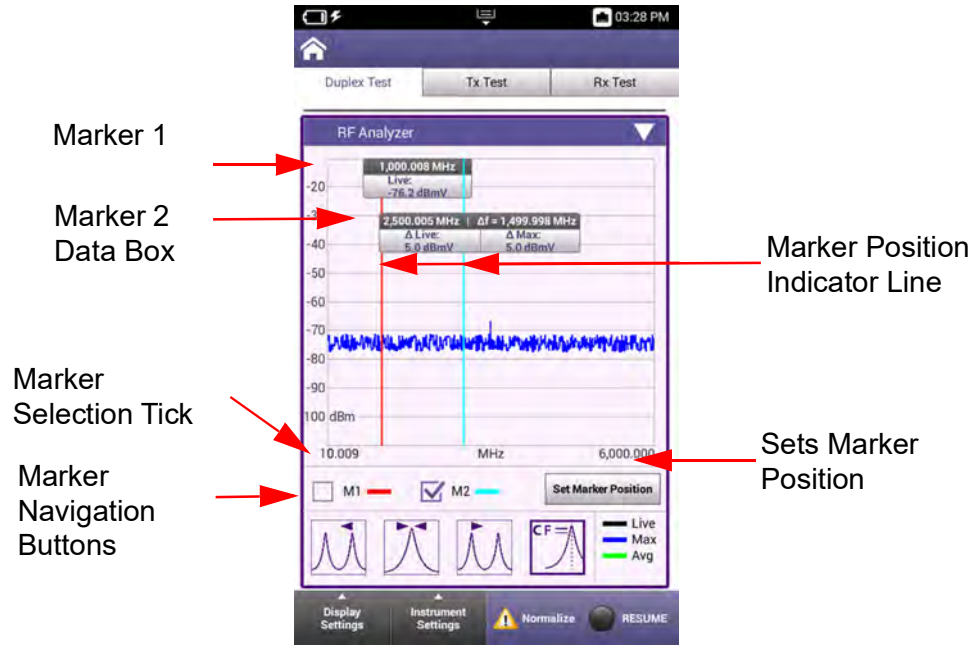 03:28 PM
Duplex Test
Tx Test
Rx Test
RF Analyzer
Marker 1
1,000.008 MHz
Live:
-76.2 dBmV
-20
Marker 2
Data Box
2,500.005 MHz | Δf = 1,499.998 MHz
Δ Live:
5.0 dBmV
Δ Max:
5.0 dBmV
-40
Marker Position
Indicator Line
-50
-70
-80
-90
100 dBm
Marker
Selection Tick
10.009
MHz
6,000.000
Sets Marker
Position
Marker
Navigation
Buttons
M1
M2
Set Marker Position
CF=
Live
Max
Avg
Display
Settings
Instrument
Settings
Normalize
RESUME